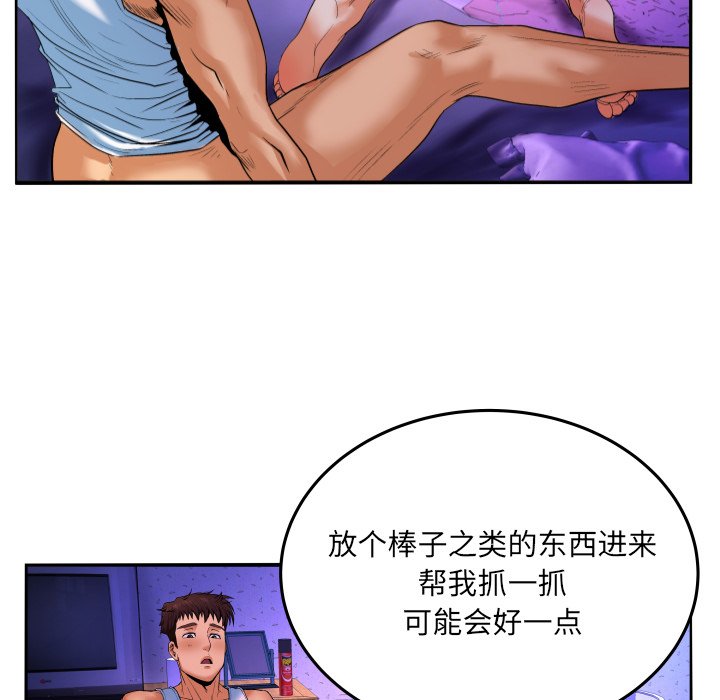 放个棒子之类的东西进来
帮我抓一抓
可能会好一点